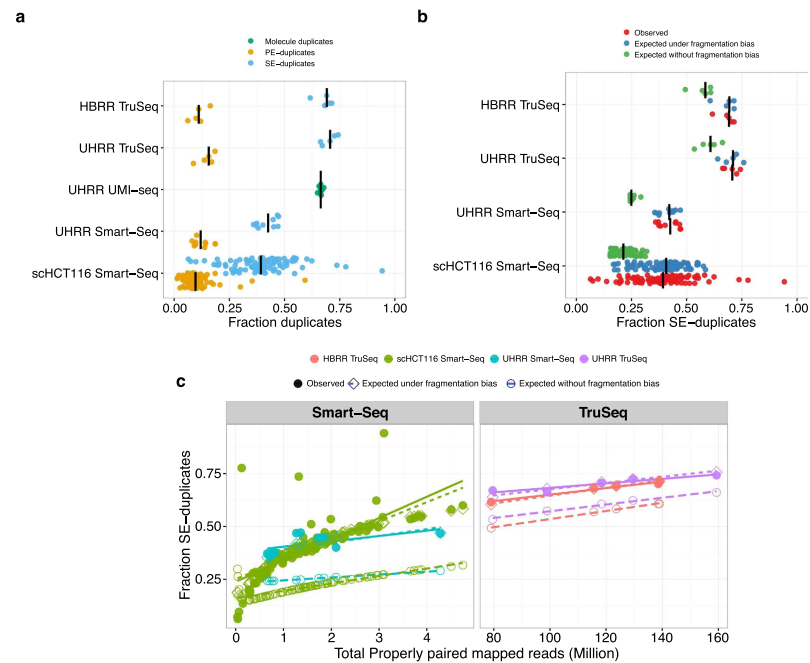 a
Molecule duplicates
PE−duplicates
SE−duplicates
HBRR TruSeq
UHRR TruSeq
UHRR UMI−seq
UHRR Smart−Seq
scHCT116 Smart−Seq
0.00 0.25 0.50 0.75 1.00
Fraction duplicates
b
Observed
Expected under fragmentation bias
Expected without fragmentation bias
HBRR TruSeq
UHRR TruSeq
UHRR Smart−Seq
scHCT116 Smart−Seq
0.00 0.25 0.50 0.75 1.00
Fraction SE−duplicates
HBRR TruSeq scHCT116 Smart−Seq UHRR Smart−Seq UHRR TruSeq
c
Observed Expected under fragmentation bias Expected without fragmentation bias
Smart−Seq TruSeq
Fraction SE−duplicates
0.75
0.50
0.25
0 1 2 3 4 80 100 120 140 160
Total Properly paired mapped reads (Million)